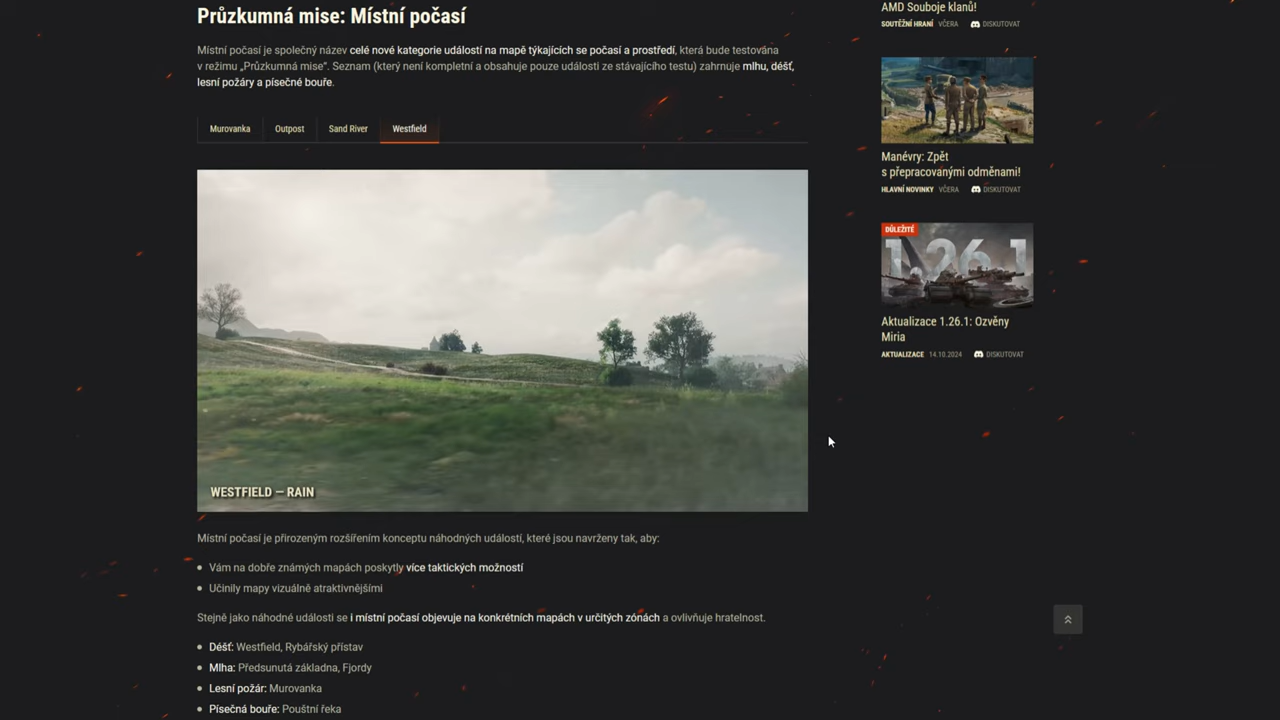 Průzkumná mise: Místní počasí
Místní počasí je společný název celé nové kategorie událostí na mapě týkajících se počasí a prostředí, která bude testována
v režimu „Průzkumná mise“. Seznam (který není kompletní a obsahuje pouze události ze stávajícího testu) zahrnuje mlhu, déšť,
lesní požáry a písečné bouře.
Murovanka
Outpost
Sand River
Westfield
WESTFIELD – RAIN
Místní počasí je přirozeným rozšířením konceptu náhodných událostí, které jsou navrženy tak, aby:
Vám na dobře známých mapách poskytly více taktických možností
Učinily mapy vizuálně atraktivnějšími
Stejně jako náhodné události se i místní počasí objevuje na konkrétních mapách v určitých zónách a ovlivňuje hratelnost.
Déšť: Westfield, Rybářský přístav
Mlha: Předsunutá základna, Fjordy
Lesní požár: Murovanka
Písečná bouře: Pouštní řeka
AMD Souboje klanů!
SOUTĚŽNÍ HRANÍ VČERA DISKUTOVAT
Manévry: Zpět
s přepracovanými odměnami!
HLAVNÍ NOVINKY VČERA DISKUTOVAT
DŮLEŽITÉ
1.26.1
Aktualizace 1.26.1: Ozvěny
Miria
AKTUALIZACE 14.10.2024 DISKUTOVAT